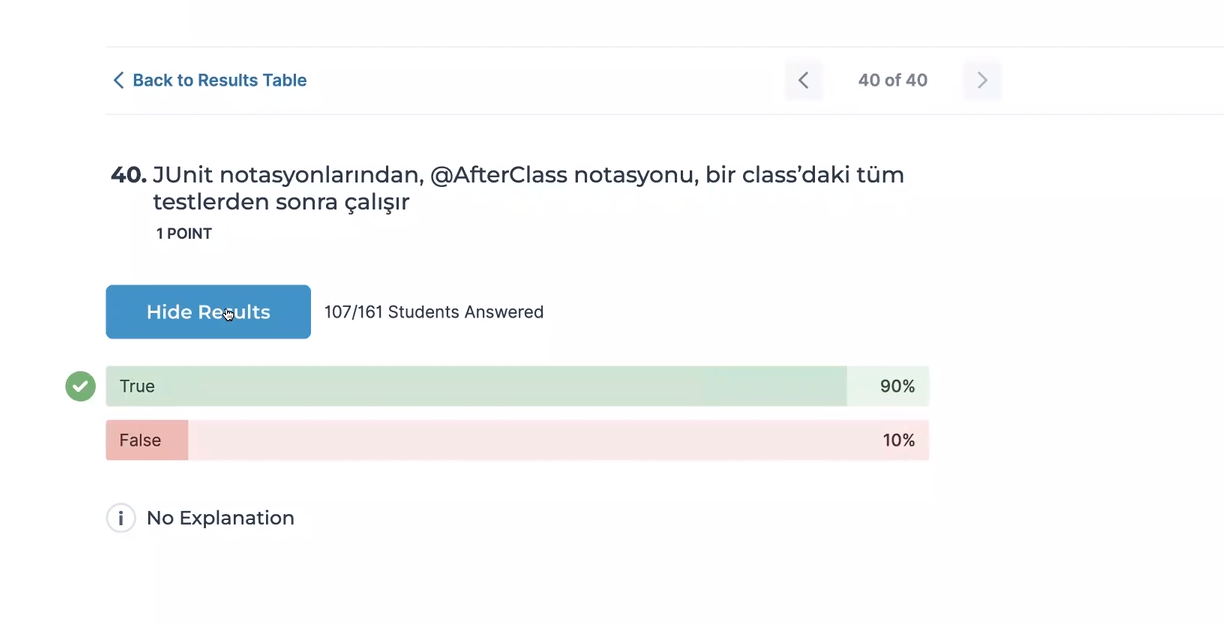 Back to Results Table
40 of 40
40. JUnit notasyonlarından, @AfterClass notasyonu, bir class’daki tüm
testlerden sonra çalışır
1 POINT
Hide Results
107/161 Students Answered
True 90%
False 10%
i No Explanation